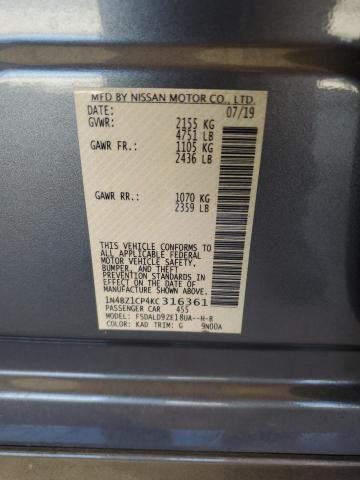 MFD BY NISSAN MOTOR CO., LTD.
DATE: 07/19
GVWR: 2155 KG
4751 LB
GAWR FR.: 1105 KG
2436 LB
GAWR RR.: 1070 KG
2359 LB
THIS VEHICLE CONFORMS TO
ALL APPLICABLE FEDERAL
MOTOR VEHICLE SAFETY,
BUMPER, AND THEFT
PREVENTION STANDARDS
IN EFFECT ON THE DATE OF
MANUFACTURE SHOWN ABOVE.
1N4BZ1CP4KC316361
PASSENGER CAR 455
MODEL: FSDALD9ZE18UA--H-B
COLOR: KAD TRIM: G 9N00A